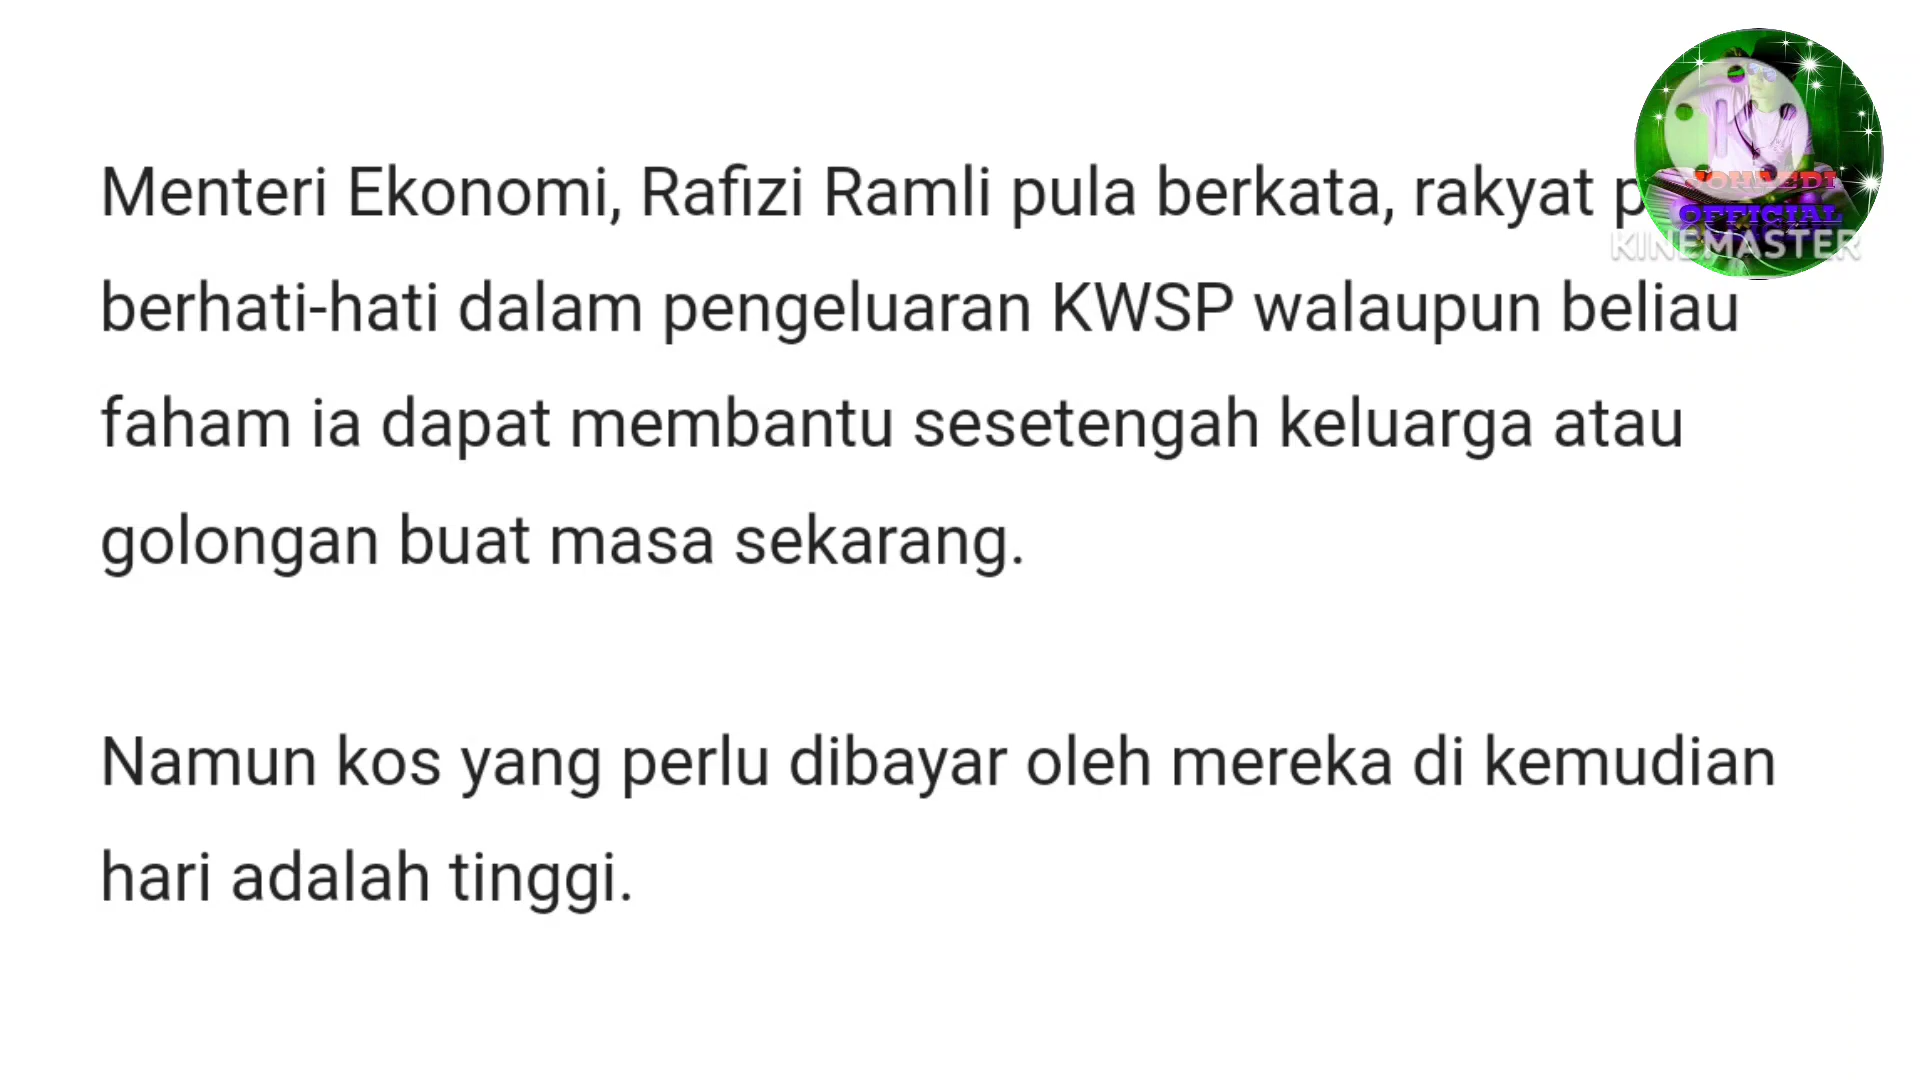 Menteri Ekonomi, Rafizi Ramli pula berkata, rakyat
berhati-hati dalam pengeluaran KWSP walaupun beliau
faham ia dapat membantu sesetengah keluarga atau
golongan buat masa sekarang.
Namun kos yang perlu dibayar oleh mereka di kemudian
hari adalah tinggi.
OFFICIAL
KINEMASTER